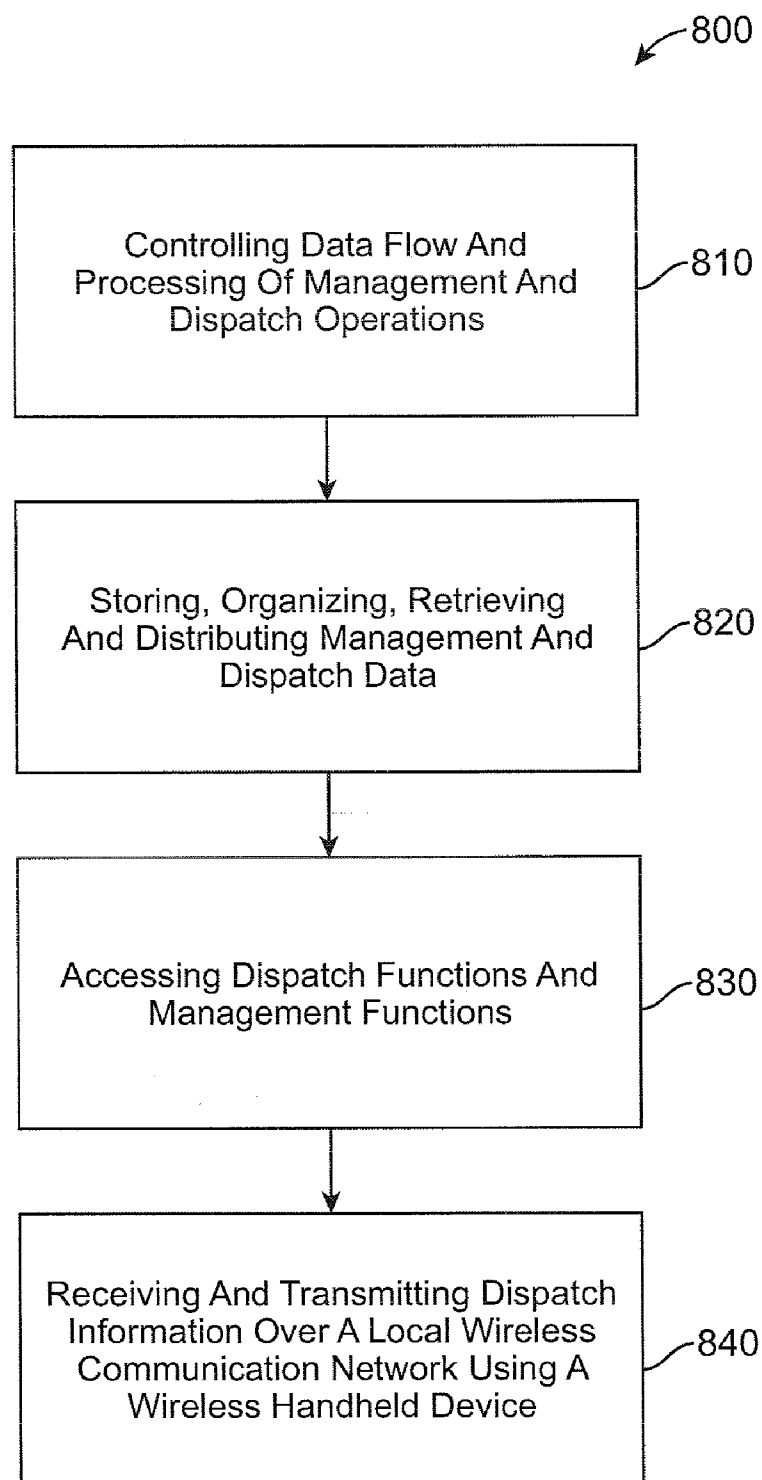 800
Controlling Data Flow And
Processing Of Management And
Dispatch Operations
810
Storing, Organizing, Retrieving
And Distributing Management And
Dispatch Data
820
Accessing Dispatch Functions And
Management Functions
830
Receiving And Transmitting Dispatch
Information Over A Local Wireless
Communication Network Using A
Wireless Handheld Device
840